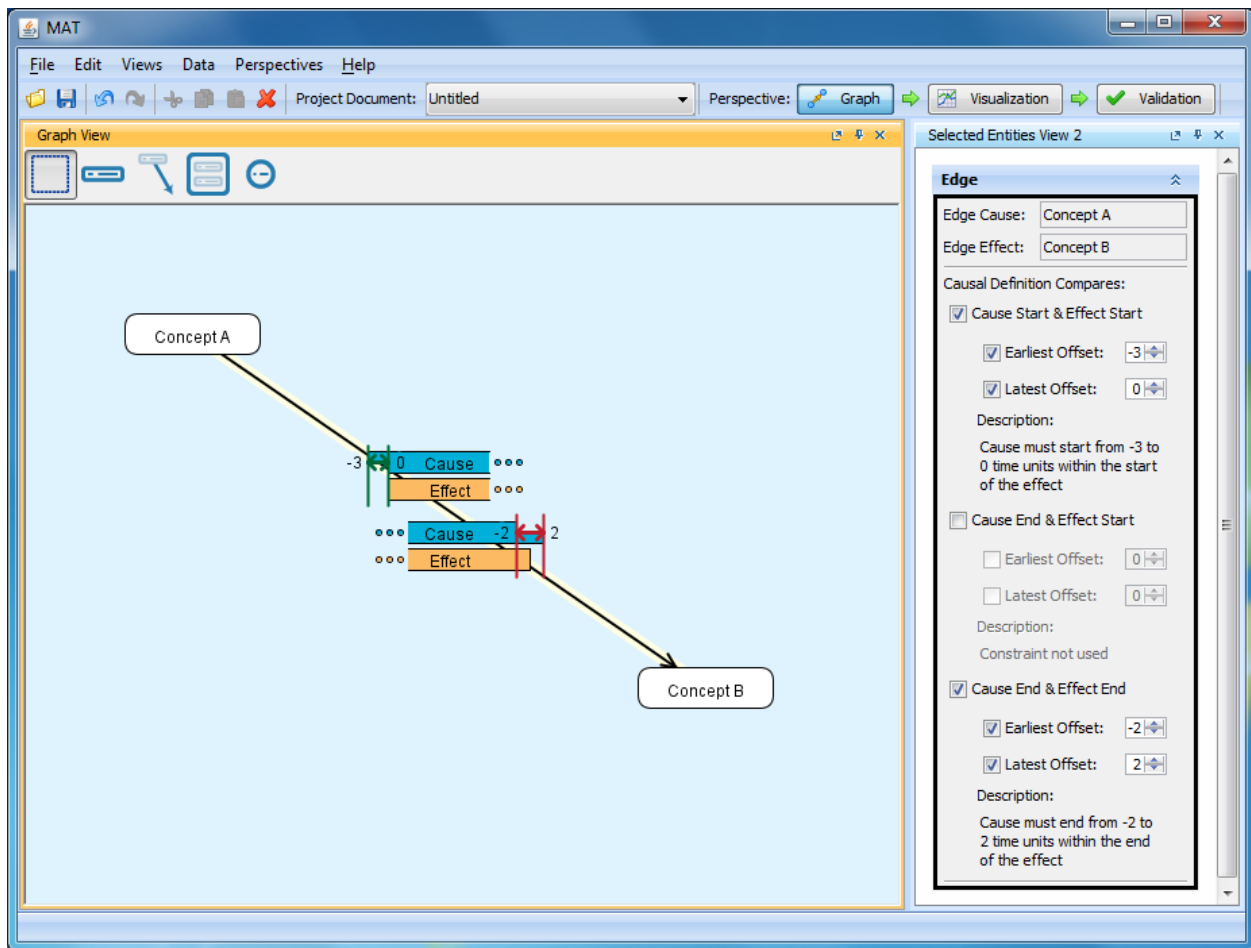 MAT
File Edit Views Data Perspectives Help
Project Document: Untitled Perspective: Graph Visualization Validation
Graph View
Selected Entities View 2
Concept A
-3 0 Cause
Effect
Cause -2 2
Effect
Concept B
Edge
Edge Cause: Concept A
Edge Effect: Concept B
Causal Definition Compares:
Cause Start & Effect Start
Earliest Offset: -3
Latest Offset: 0
Description:
Cause must start from -3 to
0 time units within the start
of the effect
Cause End & Effect Start
Earliest Offset: 0
Latest Offset: 0
Description:
Constraint not used
Cause End & Effect End
Earliest Offset: -2
Latest Offset: 2
Description:
Cause must end from -2 to
2 time units within the end
of the effect